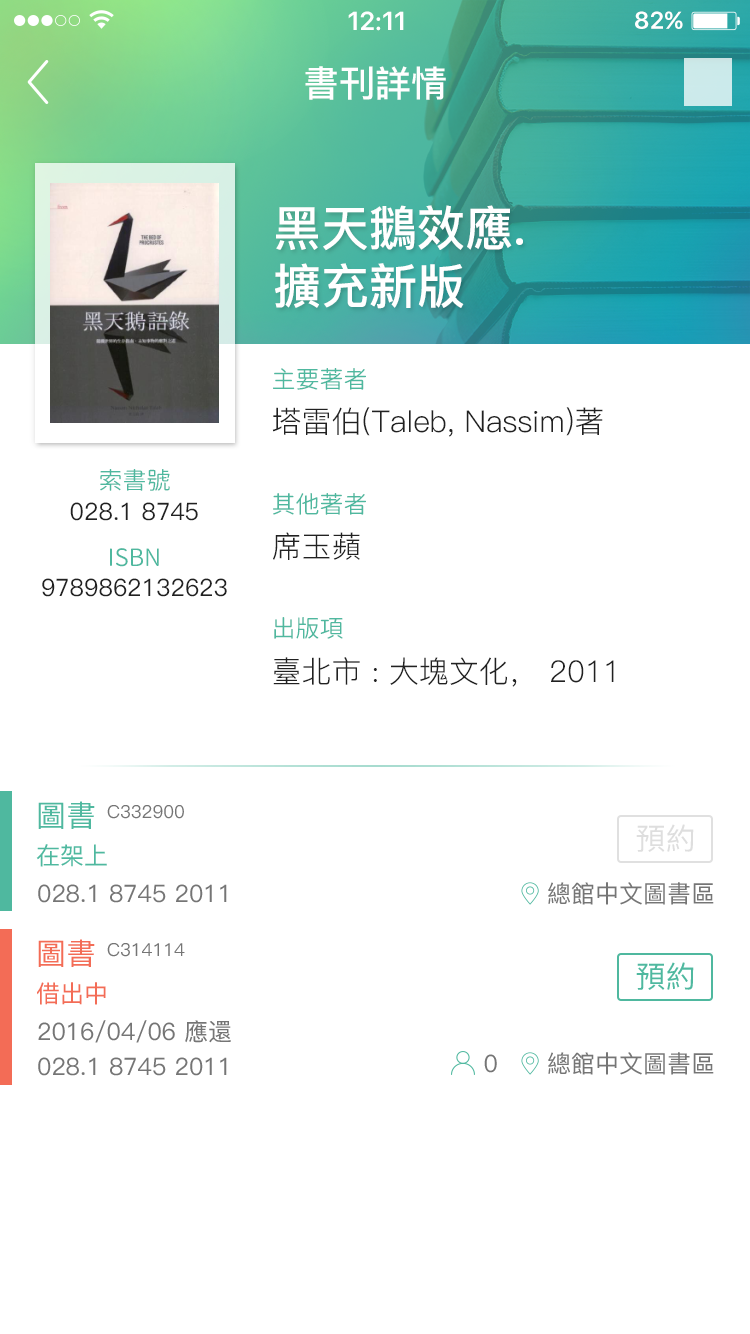 12:11
82%
書刊詳情
黑天鵝效應.
擴充新版
THE BED OF
PROCRUSTES
黑天鵝語錄
主要著者
塔雷伯(Taleb, Nassim)著
索書號
028.1 8745
ISBN
9789862132623
其他著者
席玉蘋
出版項
臺北市 : 大塊文化， 2011
圖書 C332900
在架上
預約
028.1 8745 2011
總館中文圖書區
圖書 C314114
借出中
預約
2016/04/06 應還
028.1 8745 2011
0
總館中文圖書區